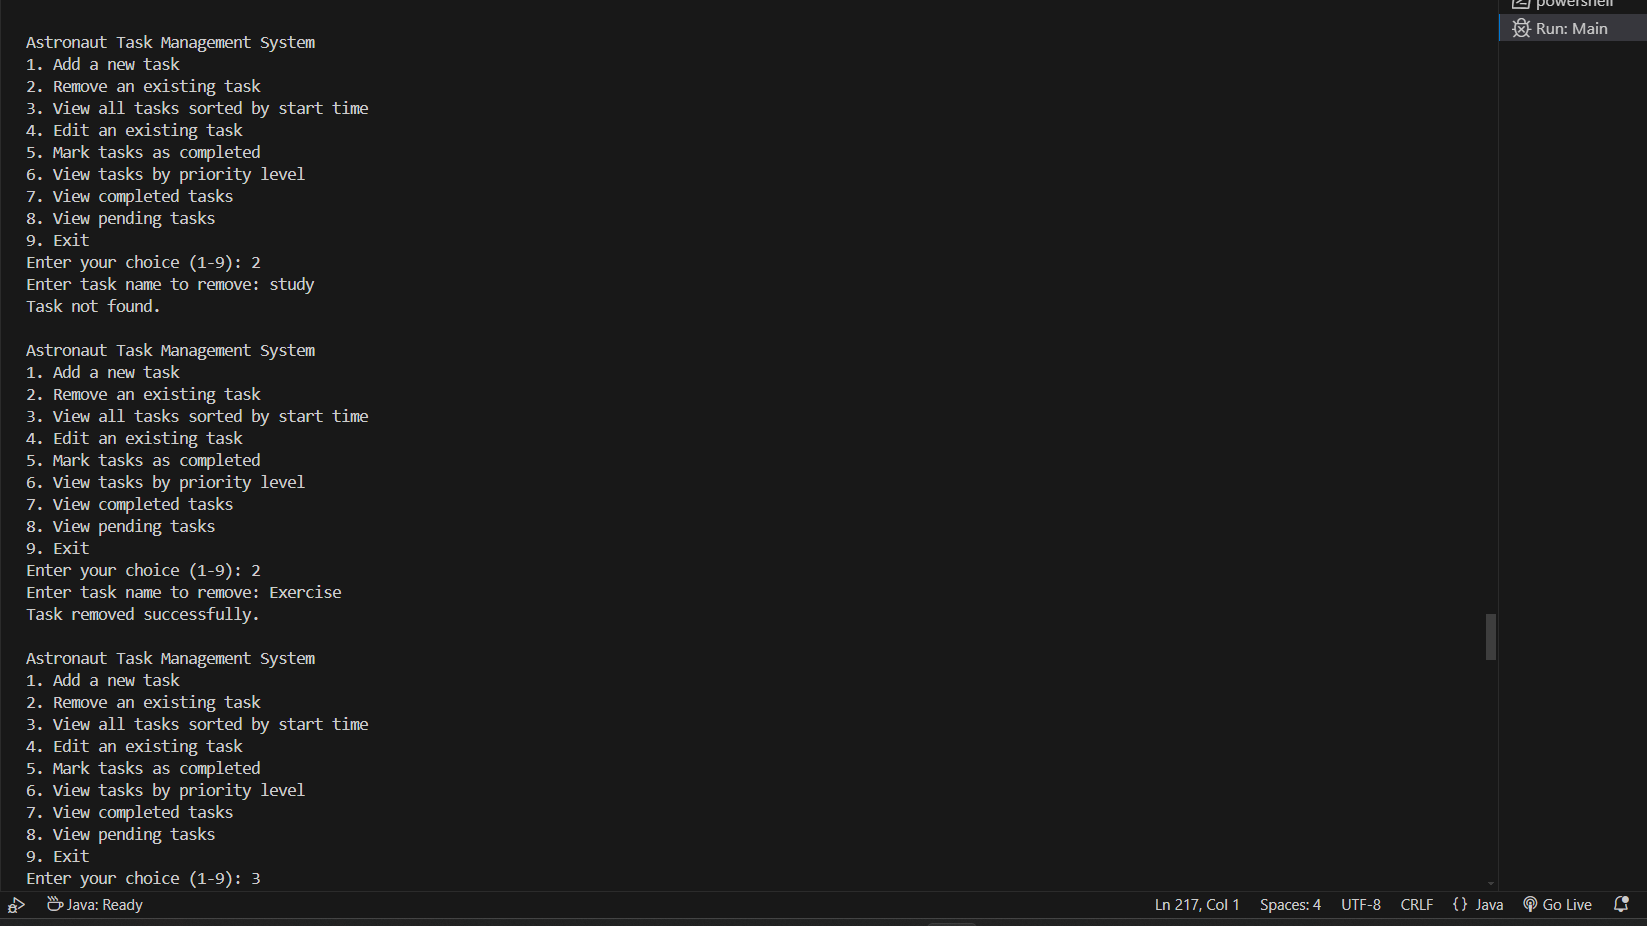 powershell
Run: Main
Astronaut Task Management System
1. Add a new task
2. Remove an existing task
3. View all tasks sorted by start time
4. Edit an existing task
5. Mark tasks as completed
6. View tasks by priority level
7. View completed tasks
8. View pending tasks
9. Exit
Enter your choice (1-9): 2
Enter task name to remove: study
Task not found.
Astronaut Task Management System
1. Add a new task
2. Remove an existing task
3. View all tasks sorted by start time
4. Edit an existing task
5. Mark tasks as completed
6. View tasks by priority level
7. View completed tasks
8. View pending tasks
9. Exit
Enter your choice (1-9): 2
Enter task name to remove: Exercise
Task removed successfully.
Astronaut Task Management System
1. Add a new task
2. Remove an existing task
3. View all tasks sorted by start time
4. Edit an existing task
5. Mark tasks as completed
6. View tasks by priority level
7. View completed tasks
8. View pending tasks
9. Exit
Enter your choice (1-9): 3
Java: Ready Ln 217, Col 1 Spaces: 4 UTF-8 CRLF {} Java Go Live